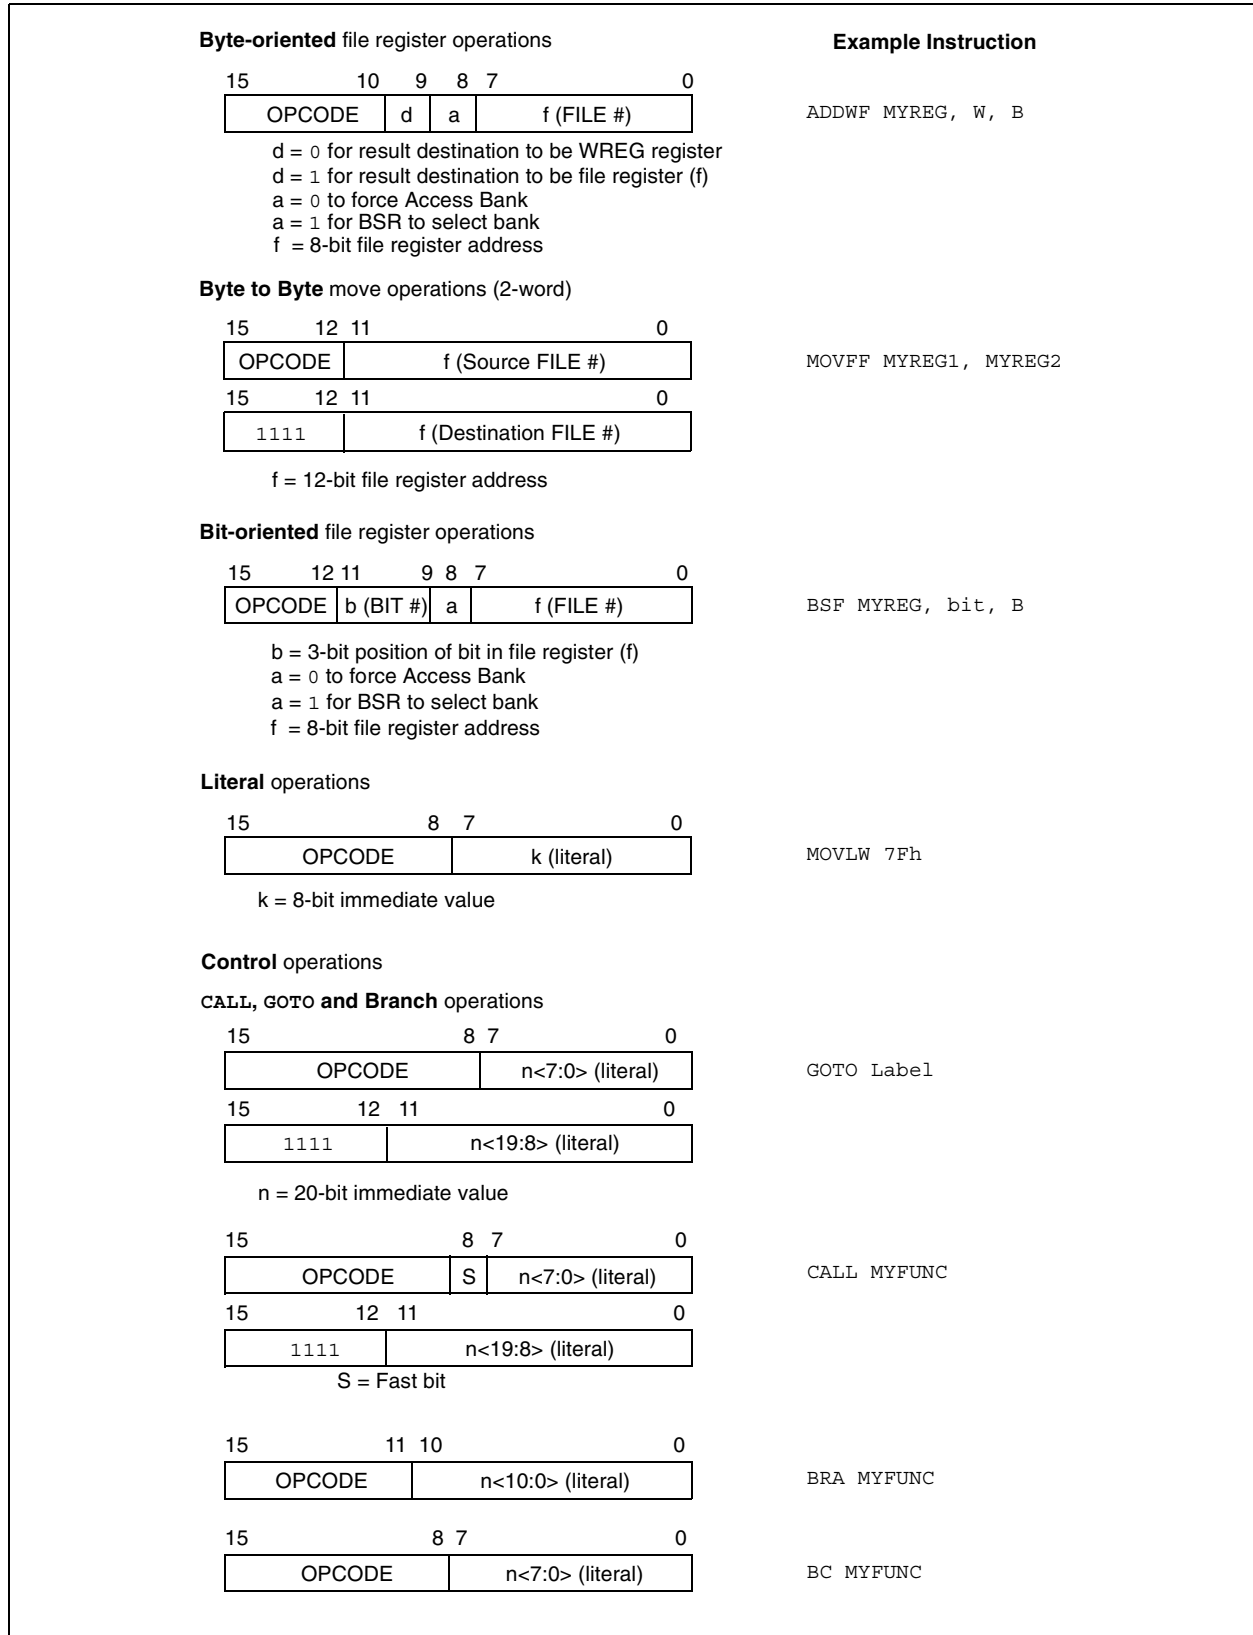 Byte-oriented file register operations Example Instruction
15 10 9 8 7 0
OPCODE d a f (FILE #) ADDWF MYREG, W, B
d = 0 for result destination to be WREG register
d = 1 for result destination to be file register (f)
a = 0 to force Access Bank
a = 1 for BSR to select bank
f = 8-bit file register address
Byte to Byte move operations (2-word)
15 12 11 0
OPCODE f (Source FILE #) MOVFF MYREG1, MYREG2
15 12 11 0
1111 f (Destination FILE #)
f = 12-bit file register address
Bit-oriented file register operations
15 12 11 9 8 7 0
OPCODE b (BIT #) a f (FILE #) BSF MYREG, bit, B
b = 3-bit position of bit in file register (f)
a = 0 to force Access Bank
a = 1 for BSR to select bank
f = 8-bit file register address
Literal operations
15 8 7 0
OPCODE k (literal) MOVLW 7Fh
k = 8-bit immediate value
Control operations
CALL, GOTO and Branch operations
15 8 7 0
OPCODE n<7:0> (literal) GOTO Label
15 12 11 0
1111 n<19:8> (literal)
n = 20-bit immediate value
15 8 7 0
OPCODE S n<7:0> (literal) CALL MYFUNC
15 12 11 0
1111 n<19:8> (literal)
S = Fast bit
15 11 10 0
OPCODE n<10:0> (literal) BRA MYFUNC
15 8 7 0
OPCODE n<7:0> (literal) BC MYFUNC